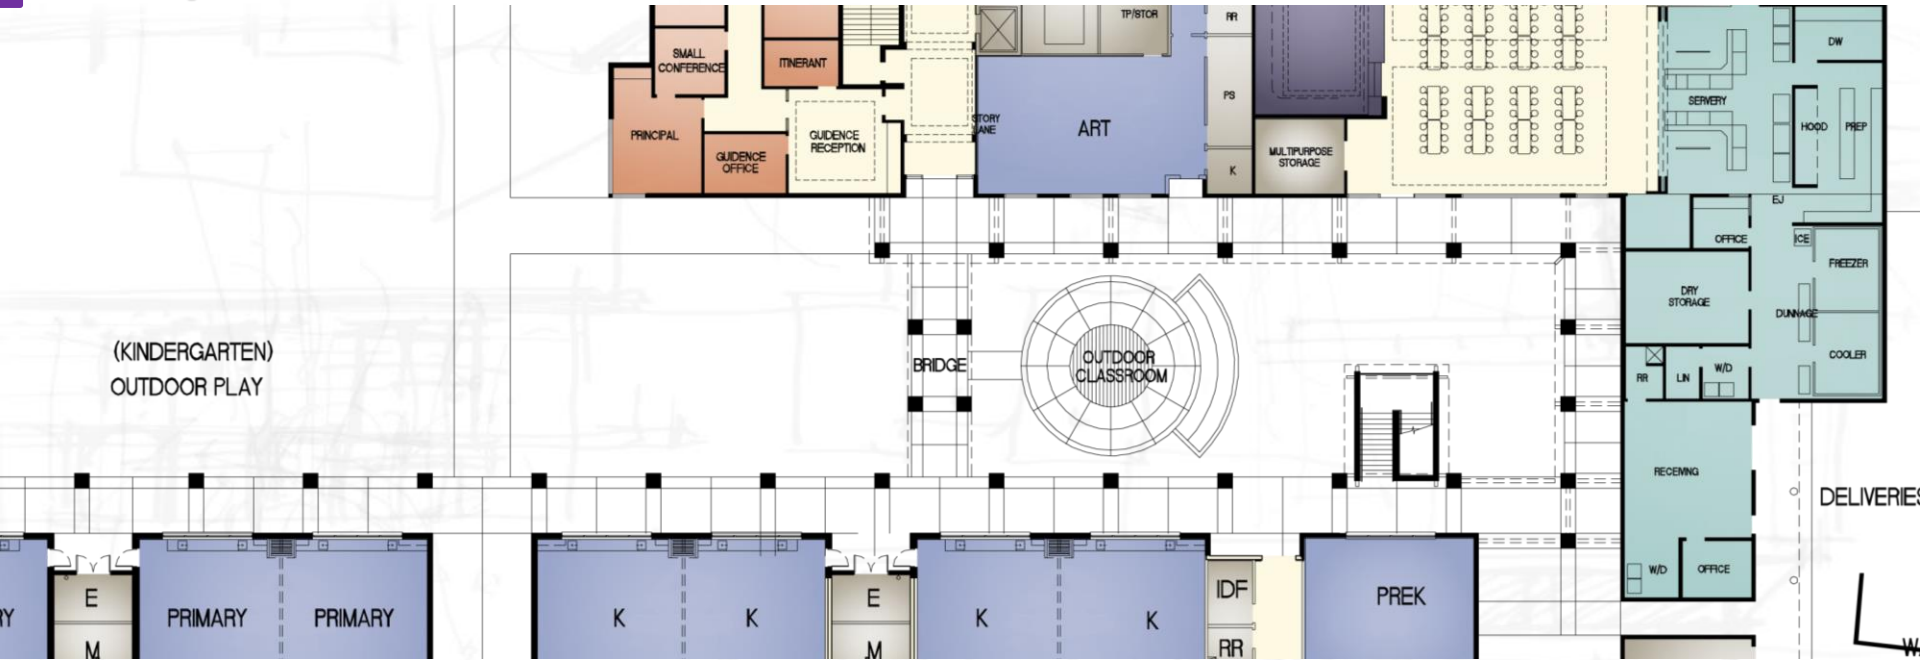 TP/STOR
RR
DW
SMALL
CONFERENCE
ITINERANT
PS
SERVERY
HOOD
PREP
PRINCIPAL
GUIDENCE
RECEPTION
STORY
LANE
ART
GUIDENCE
OFFICE
MULTIPURPOSE
STORAGE
K
EJ
OFFICE
ICE
FREEZER
DRY
STORAGE
DUNNAGE
(KINDERGARTEN)
OUTDOOR PLAY
BRIDGE
OUTDOOR
CLASSROOM
COOLER
RR
LIN
W/D
RECEIVING
DELIVERIES
W/D
OFFICE
E
PRIMARY
PRIMARY
K
K
E
K
K
IDF
PREK
M
M
RR